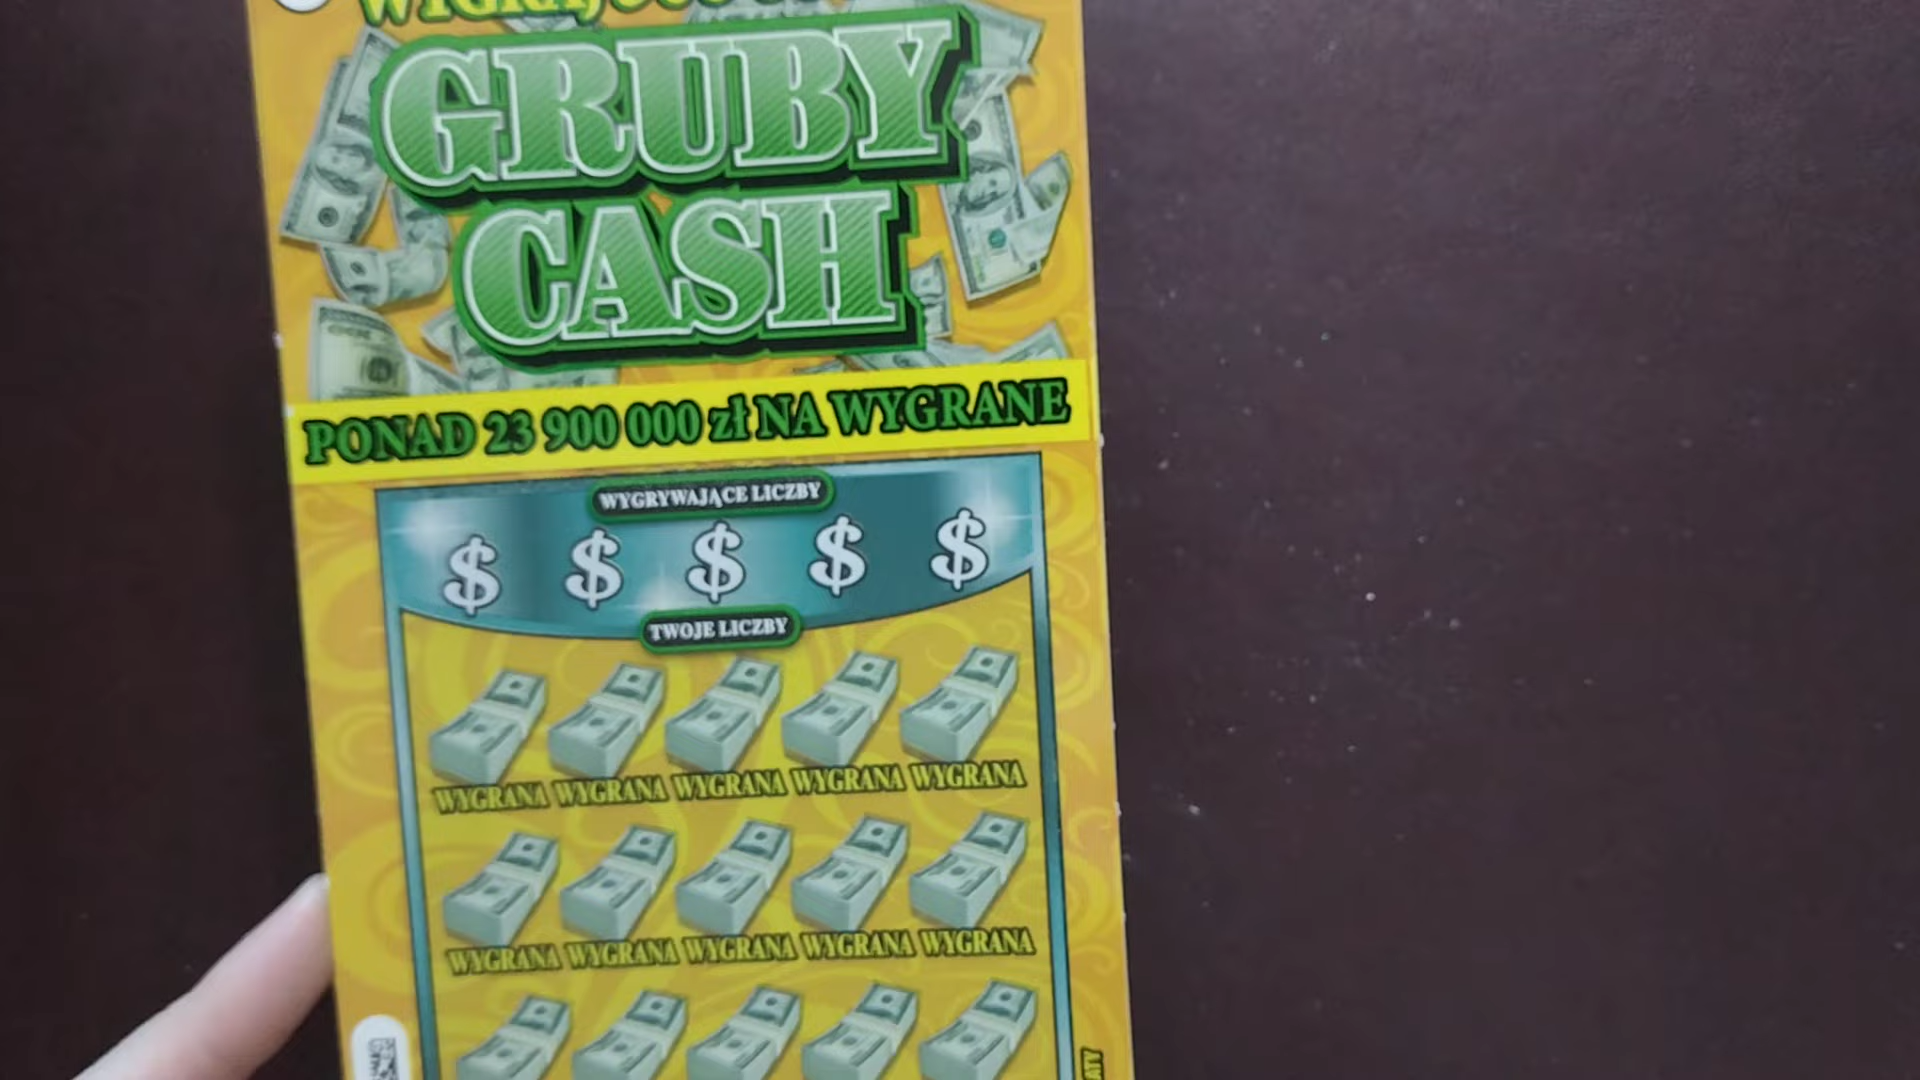 GRUBY
CASH
PONAD 23 900 000 zł NA WYGRANE
WYGRYWAJĄCE LICZBY
$ $ $ $ $
TWOJE LICZBY
WYGRANA WYGRANA WYGRANA WYGRANA WYGRANA
WYGRANA WYGRANA WYGRANA WYGRANA WYGRANA